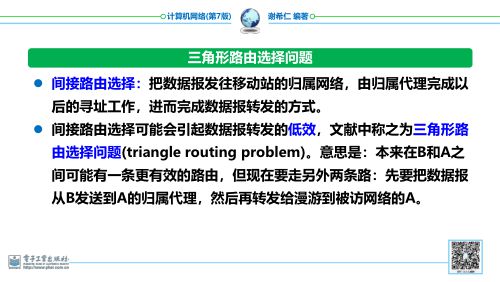 计算机网络(第7版) 谢希仁 编著
三角形路由选择问题
● 间接路由选择：把数据报发往移动站的归属网络，由归属代理完成以
后的寻址工作，进而完成数据报转发的方式。
● 间接路由选择可能会引起数据报转发的低效，文献中称之为三角形路
由选择问题(triangle routing problem)。意思是：本来在B和A之
间可能有一条更有效的路由，但现在要走另外两条路：先要把数据报
从B发送到A的归属代理，然后再转发给漫游到被访网络的A。
电子工业出版社
http://www.phei.com.cn